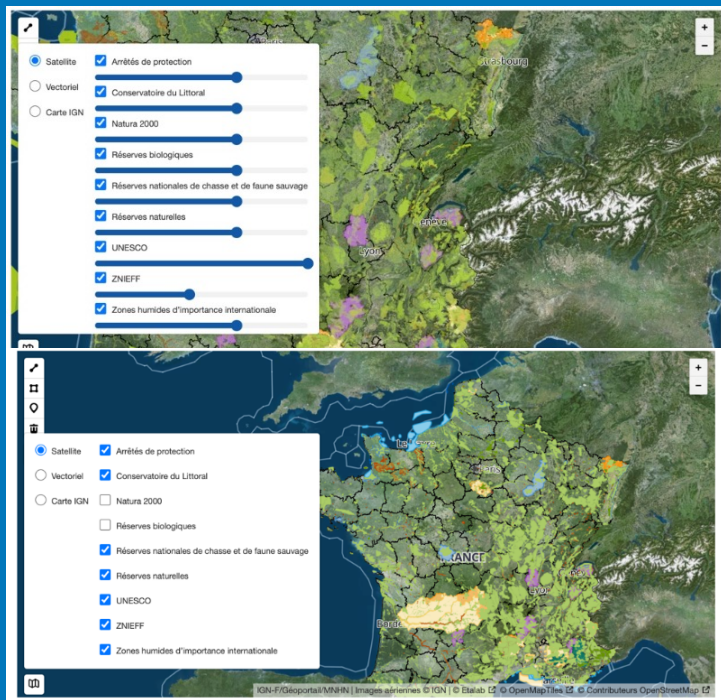 Strasbourg
Satellite
Arrêtés de protection
Vectoriel
Conservatoire du Littoral
Carte IGN
Natura 2000
Réserves biologiques
Réserves nationales de chasse et de faune sauvage
Réserves naturelles
UNESCO
ZNIEFF
Zones humides d'importance internationale
Lyon
+
−
+
−
Satellite
Arrêtés de protection
Vectoriel
Conservatoire du Littoral
Carte IGN
Natura 2000
Réserves biologiques
Réserves nationales de chasse et de faune sauvage
Réserves naturelles
UNESCO
ZNIEFF
Zones humides d'importance internationale
Paris
FRANCE
Lyon
IGN-F/Géoportail/MNHN | Images aériennes © IGN | © Etalab © OpenMapTiles © Contributeurs OpenStreetMap